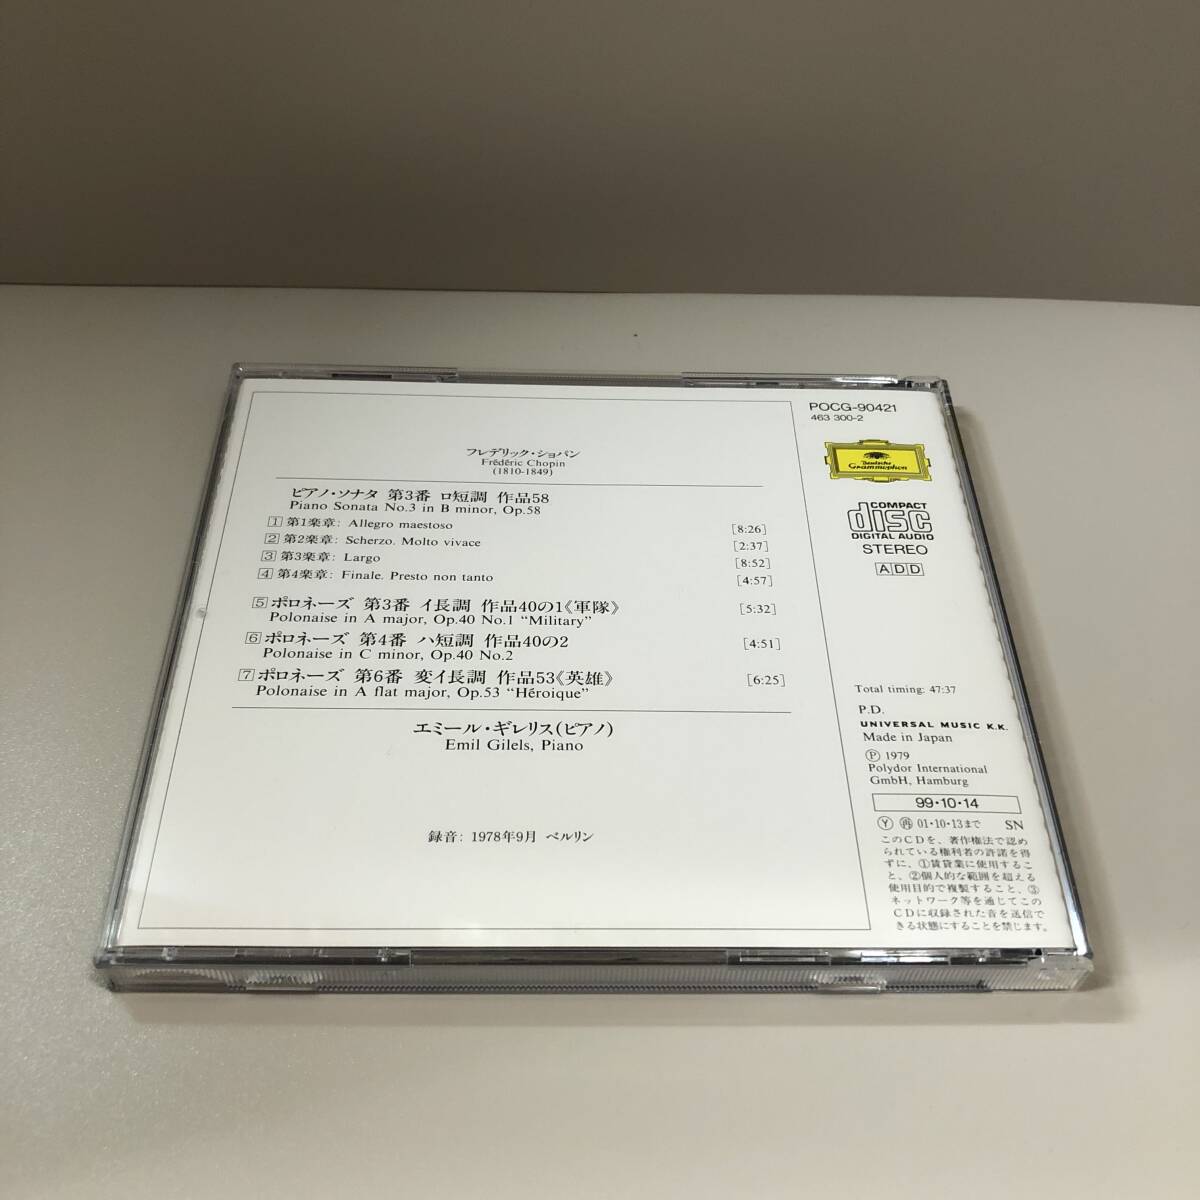 フレデリック・ショパン
Frédéric Chopin
(1810-1849)
ピアノ・ソナタ 第3番 ロ短調 作品58
Piano Sonata No.3 in B minor, Op.58
1 第1楽章: Allegro maestoso [8:26]
2 第2楽章: Scherzo. Molto vivace [2:37]
3 第3楽章: Largo [8:52]
4 第4楽章: Finale. Presto non tanto [4:57]
5 ポロネーズ 第3番 イ長調 作品40の1《軍隊》 [5:32]
Polonaise in A major, Op.40 No.1 “Military”
6 ポロネーズ 第4番 ハ短調 作品40の2 [4:51]
Polonaise in C minor, Op.40 No.2
7 ポロネーズ 第6番 変イ長調 作品53《英雄》 [6:25]
Polonaise in A flat major, Op.53 “Héroique”
エミール・ギレリス(ピアノ)
Emil Gilels, Piano
録音: 1978年9月 ベルリン
POCG-90421
463 300-2
Deutsche
Grammophon
COMPACT
disc
DIGITAL AUDIO
STEREO
ADD
Total timing: 47:37
P.D.
UNIVERSAL MUSIC K.K.
Made in Japan
Ⓟ 1979
Polydor International
GmbH, Hamburg
99・10・14
Ⓨ 再 01・10・13まで SN
このCDを、著作権法で認め
られている権利者の許諾を得
ずに、①賃貸業に使用するこ
と、②個人的な範囲を超える
使用目的で複製すること、③
ネットワーク等を通じてこの
CDに収録された音を送信で
きる状態にすることを禁じます。